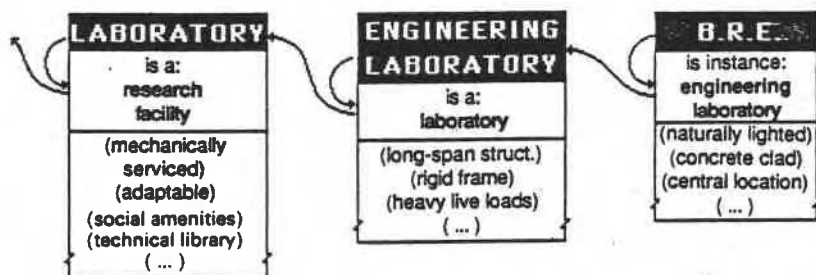 LABORATORY
is a:
research
facility
(mechanically
serviced)
(adaptable)
(social amenities)
(technical library)
(...)
ENGINEERING
LABORATORY
is a:
laboratory
(long-span struct.)
(rigid frame)
(heavy live loads)
(...)
B.R.E.
is instance:
engineering
laboratory
(naturally lighted)
(concrete clad)
(central location)
(...)